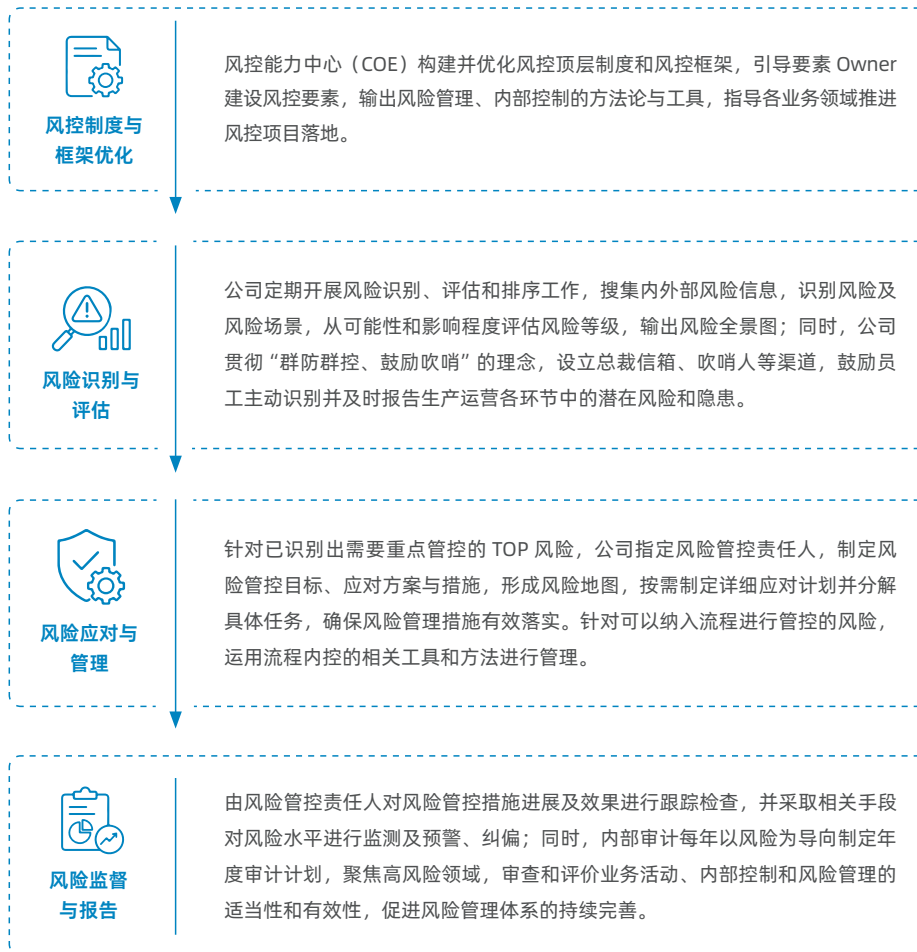 风控制度与
框架优化
风控能力中心（COE）构建并优化风控顶层制度和风控框架，引导要素 Owner
建设风控要素，输出风险管理、内部控制的方法论与工具，指导各业务领域推进
风控项目落地。
风险识别与
评估
公司定期开展风险识别、评估和排序工作，搜集内外部风险信息，识别风险及
风险场景，从可能性和影响程度评估风险等级，输出风险全景图；同时，公司
贯彻“群防群控、鼓励吹哨”的理念，设立总裁信箱、吹哨人等渠道，鼓励员
工主动识别并及时报告生产运营各环节中的潜在风险和隐患。
风险应对与
管理
针对已识别出需要重点管控的 TOP 风险，公司指定风险管控责任人，制定风
险管控目标、应对方案与措施，形成风险地图，按需制定详细应对计划并分解
具体任务，确保风险管理措施有效落实。针对可以纳入流程进行管控的风险，
运用流程内控的相关工具和方法进行管理。
风险监督
与报告
由风险管控责任人对风险管控措施进展及效果进行跟踪检查，并采取相关手段
对风险水平进行监测及预警、纠偏；同时，内部审计每年以风险为导向制定年
度审计计划，聚焦高风险领域，审查和评价业务活动、内部控制和风险管理的
适当性和有效性，促进风险管理体系的持续完善。